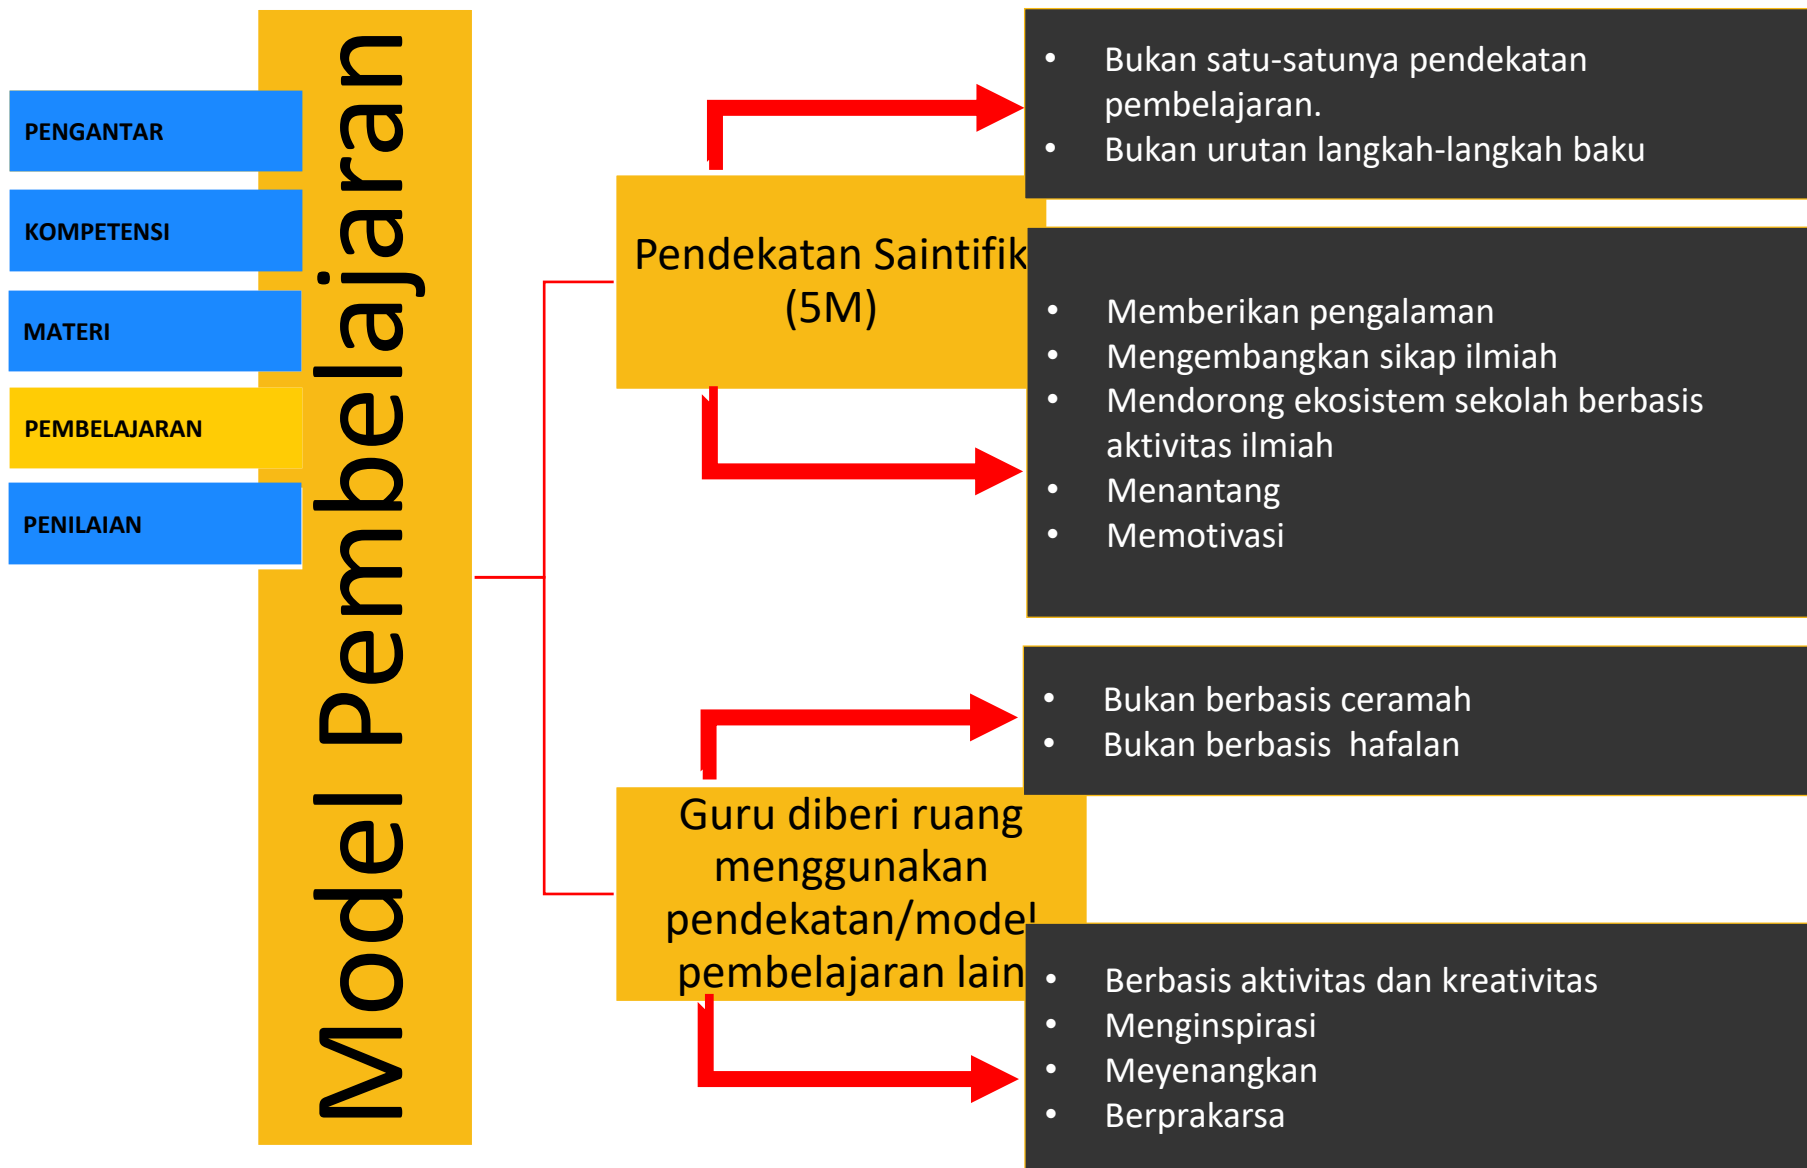 PENGANTAR
KOMPETENSI
MATERI
PEMBELAJARAN
PENILAIAN
Model Pembelajaran
Pendekatan Saintifik
(5M)
• Bukan satu-satunya pendekatan
pembelajaran.
• Bukan urutan langkah-langkah baku
• Memberikan pengalaman
• Mengembangkan sikap ilmiah
• Mendorong ekosistem sekolah berbasis
aktivitas ilmiah
• Menantang
• Memotivasi
Guru diberi ruang
menggunakan
pendekatan/model
pembelajaran lain
• Bukan berbasis ceramah
• Bukan berbasis  hafalan
• Berbasis aktivitas dan kreativitas
• Menginspirasi
• Meyenangkan
• Berprakarsa